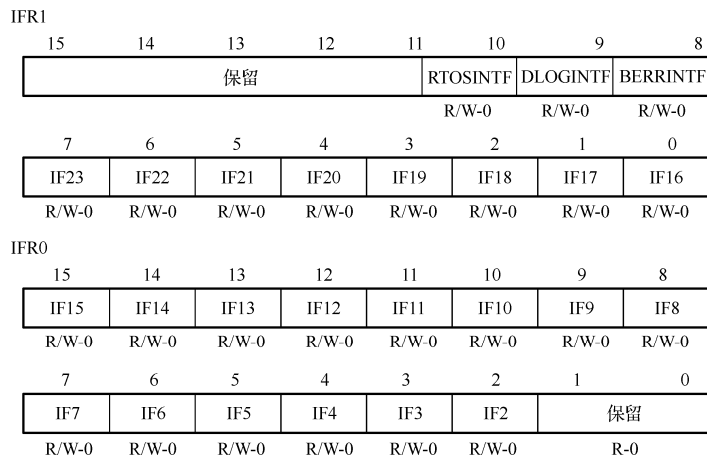 IFR1
15 14 13 12 11 10 9 8
保留 RTOSINTF DLOGINTF BERRINTF
R/W-0 R/W-0 R/W-0
7 6 5 4 3 2 1 0
IF23 IF22 IF21 IF20 IF19 IF18 IF17 IF16
R/W-0 R/W-0 R/W-0 R/W-0 R/W-0 R/W-0 R/W-0 R/W-0
IFR0
15 14 13 12 11 10 9 8
IF15 IF14 IF13 IF12 IF11 IF10 IF9 IF8
R/W-0 R/W-0 R/W-0 R/W-0 R/W-0 R/W-0 R/W-0 R/W-0
7 6 5 4 3 2 1 0
IF7 IF6 IF5 IF4 IF3 IF2 保留
R/W-0 R/W-0 R/W-0 R/W-0 R/W-0 R/W-0 R-0